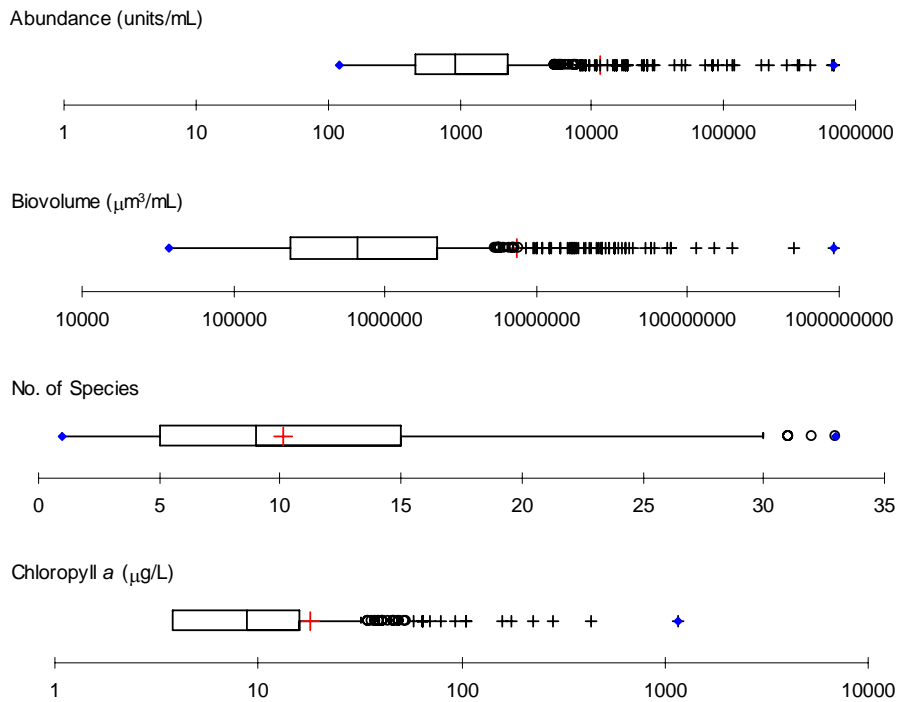 Abundance (units/mL)
1 10 100 1000 10000 100000 1000000
Biovolume (μm³/mL)
10000 100000 1000000 10000000 100000000 1000000000
No. of Species
0 5 10 15 20 25 30 35
Chloropyll a (μg/L)
1 10 100 1000 10000